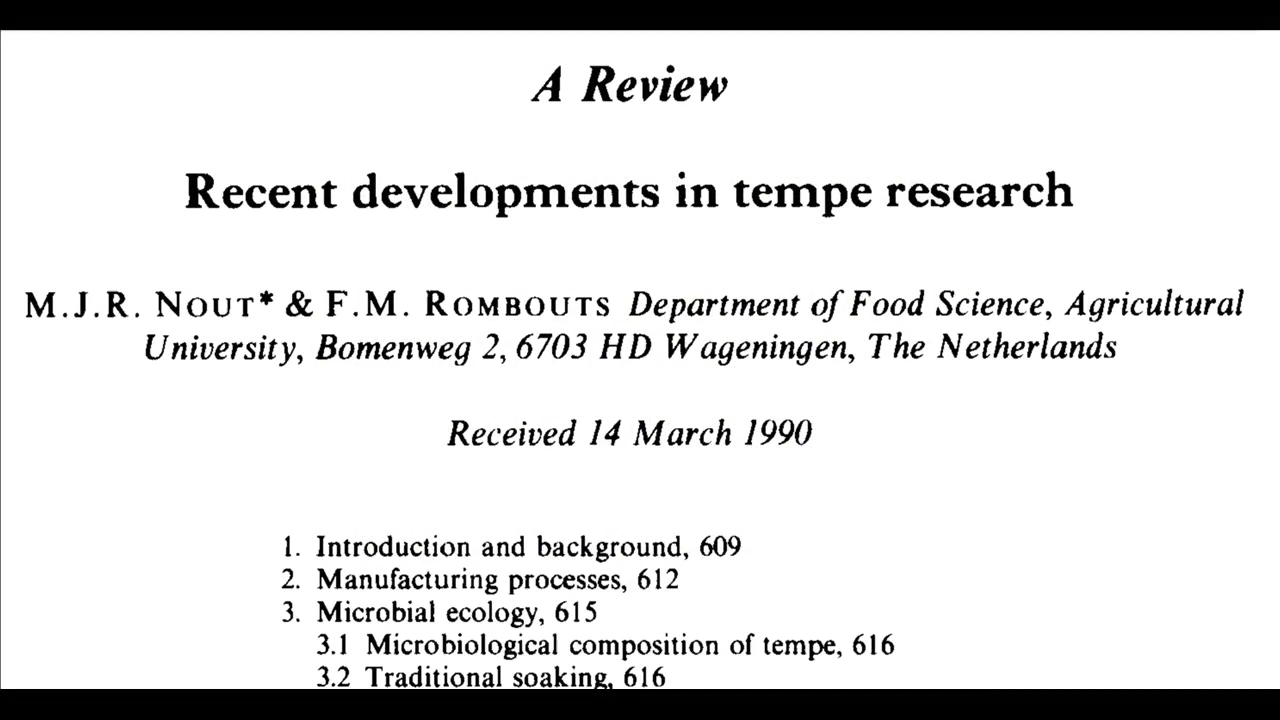 A Review
Recent developments in tempe research
M.J.R. NOUT* & F.M. ROMBOUTS Department of Food Science, Agricultural
University, Bomenweg 2, 6703 HD Wageningen, The Netherlands
Received 14 March 1990
1. Introduction and background, 609
2. Manufacturing processes, 612
3. Microbial ecology, 615
3.1 Microbiological composition of tempe, 616
3.2 Traditional soaking, 616